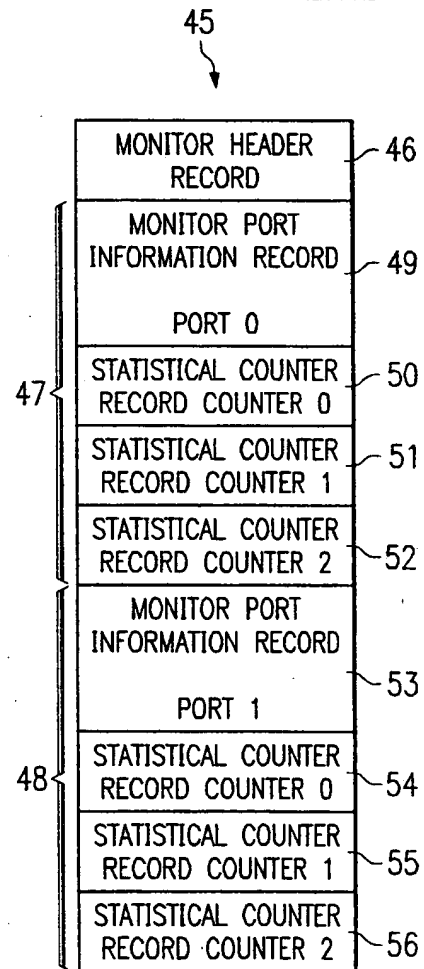 45
MONITOR HEADER
RECORD
46
MONITOR PORT
INFORMATION RECORD
49
PORT 0
47
STATISTICAL COUNTER
RECORD COUNTER 0
50
STATISTICAL COUNTER
RECORD COUNTER 1
51
STATISTICAL COUNTER
RECORD COUNTER 2
52
MONITOR PORT
INFORMATION RECORD
53
PORT 1
48
STATISTICAL COUNTER
RECORD COUNTER 0
54
STATISTICAL COUNTER
RECORD COUNTER 1
55
STATISTICAL COUNTER
RECORD COUNTER 2
56